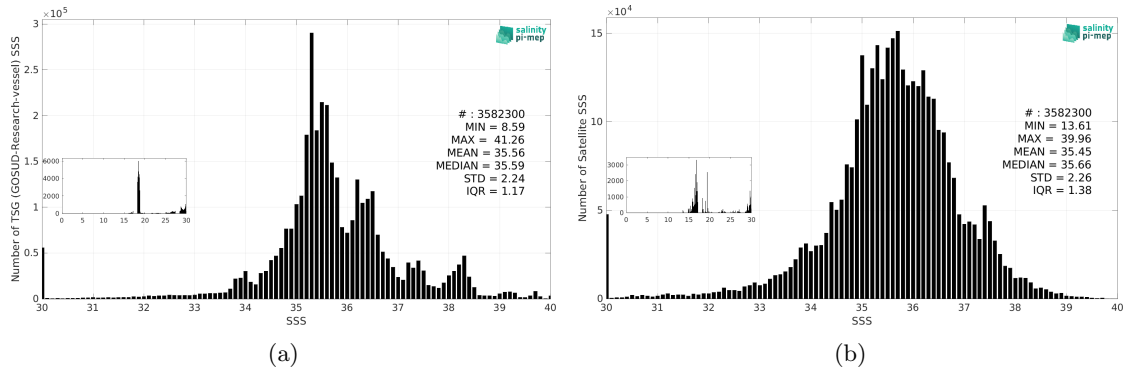 3 ×10⁵
salinity
pi-mep
2.5
2
1.5
1
0.5
0
Number of TSG (GOSUD-Research-vessel) SSS
# : 3582300
MIN = 8.59
MAX = 41.26
MEAN = 35.56
MEDIAN = 35.59
STD = 2.24
IQR = 1.17
6000
4000
2000
0
0 5 10 15 20 25 30
30 31 32 33 34 35 36 37 38 39 40
SSS
(a)
×10⁴
15
salinity
pi-mep
10
5
0
Number of Satellite SSS
# : 3582300
MIN = 13.61
MAX = 39.96
MEAN = 35.45
MEDIAN = 35.66
STD = 2.26
IQR = 1.38
3000
2000
1000
0
0 5 10 15 20 25 30
30 31 32 33 34 35 36 37 38 39 40
SSS
(b)